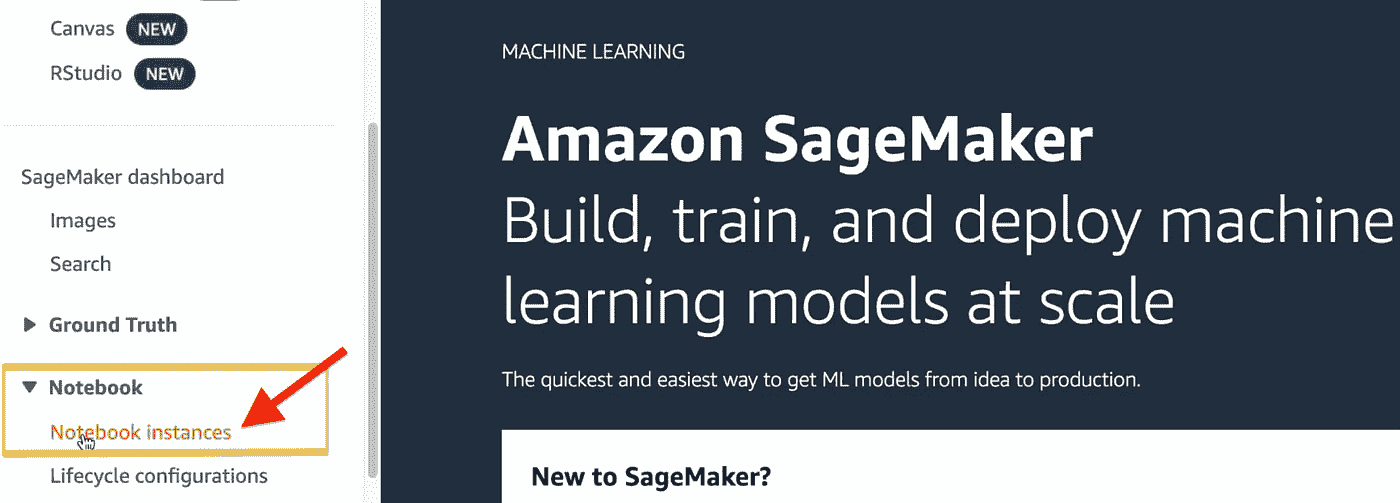 Canvas NEW
RStudio NEW
SageMaker dashboard
Images
Search
Ground Truth
Notebook
Notebook instances
Lifecycle configurations
MACHINE LEARNING
Amazon SageMaker
Build, train, and deploy machine
learning models at scale
The quickest and easiest way to get ML models from idea to production.
New to SageMaker?